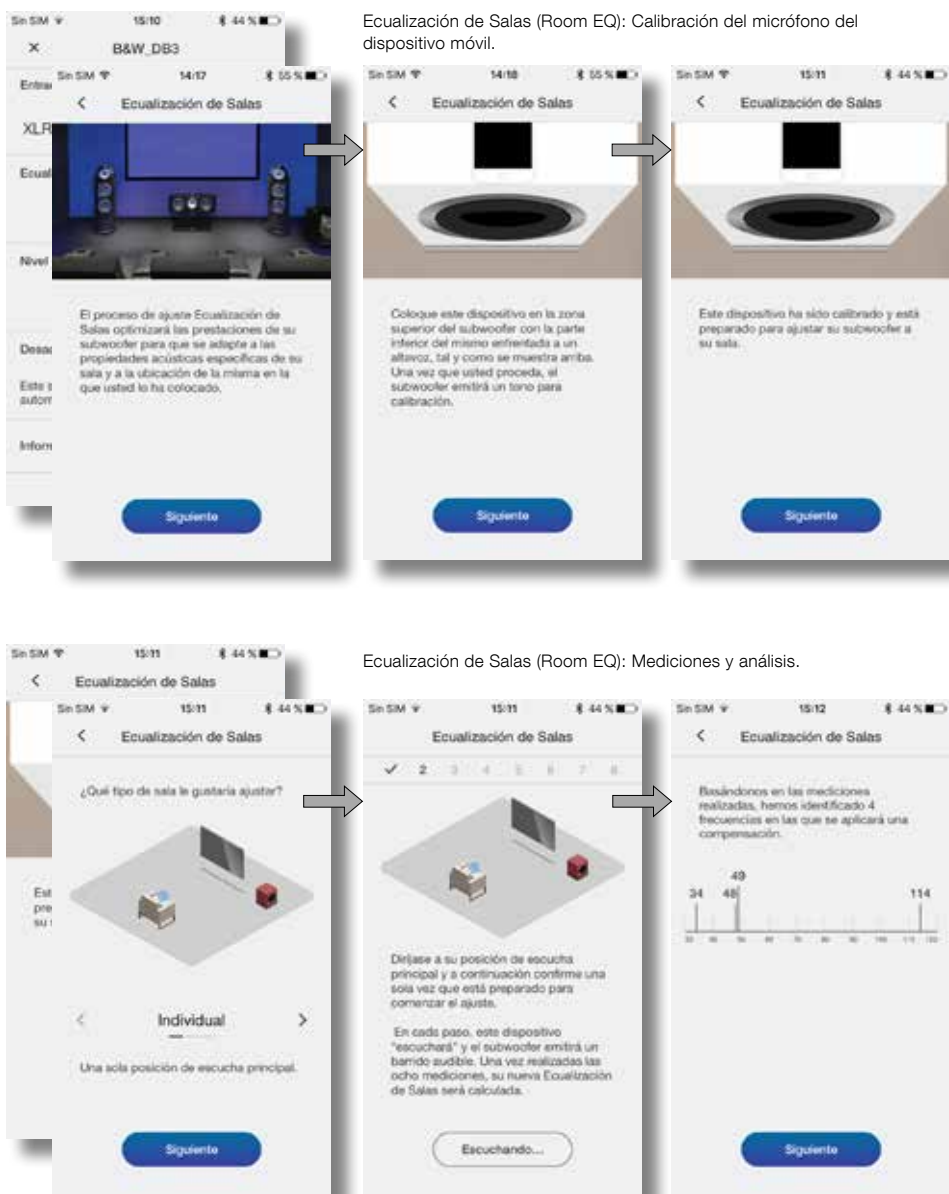 Sin SIM 15:10 44 %
B&W_DB3
Ecualización de Salas (Room EQ): Calibración del micrófono del
dispositivo móvil.
XLR
Nivel
Sin SIM 14:17 55 %
Ecualización de Salas
El proceso de ajuste Ecualización de
Salas optimizará las prestaciones de su
subwoofer para que se adapte a las
propiedades acústicas específicas de su
sala y a la ubicación de la misma en la
que usted lo ha colocado.
Siguiente
Sin SIM 14:18 55 %
Ecualización de Salas
Coloque este dispositivo en la zona
superior del subwoofer con la parte
inferior del mismo enfrentada a un
altavoz, tal y como se muestra arriba.
Una vez que usted proceda, el
subwoofer emitirá un tono para
calibración.
Siguiente
Sin SIM 15:11 44 %
Ecualización de Salas
Este dispositivo ha sido calibrado y está
preparado para ajustar su subwoofer a
su sala.
Siguiente
Sin SIM 15:11 44 %
Ecualización de Salas
Ecualización de Salas (Room EQ): Mediciones y análisis.
Est
pre
su
Sin SIM 15:11 44 %
Ecualización de Salas
¿Qué tipo de sala le gustaría ajustar?
Individual
Una sola posición de escucha principal.
Siguiente
Sin SIM 15:11 44 %
Ecualización de Salas
2 3 4 5 6 7 8
Diríjase a su posición de escucha
principal y a continuación confirme una
sola vez que está preparado para
comenzar el ajuste.
En cada paso, este dispositivo
"escuchará" y el subwoofer emitirá un
barrido audible. Una vez realizadas las
ocho mediciones, su nueva Ecualización
de Salas será calculada.
Escuchando...
Sin SIM 15:12 44 %
Ecualización de Salas
Basándonos en las mediciones
realizadas, hemos identificado 4
frecuencias en las que se aplicará una
compensación.
49
34 48 114
Siguiente